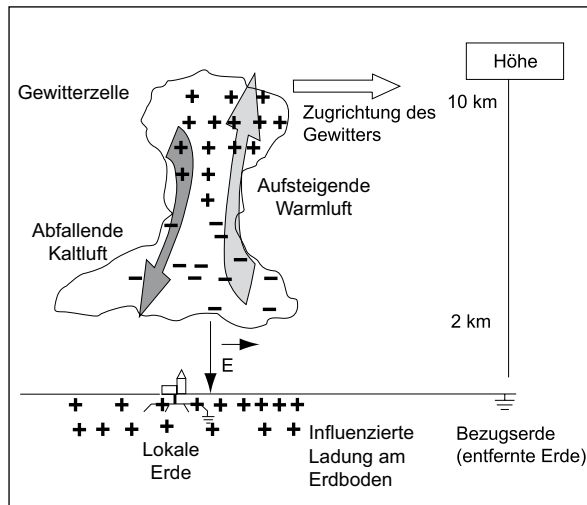 Höhe
Gewitterzelle
10 km
Zugrichtung des
Gewitters
Aufsteigende
Warmluft
Abfallende
Kaltluft
2 km
E
Lokale
Erde
Influenzierte
Ladung am
Erdboden
Bezugserde
(entfernte Erde)